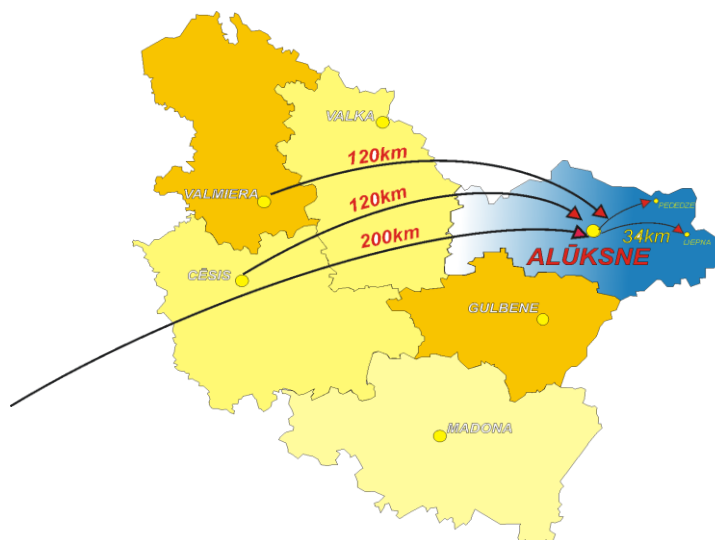 VALKA
120km
VALMIERA
120km
PEDEDZE
200km
34km
LIEPNA
ALŪKSNE
CĒSIS
GULBENE
MADONA